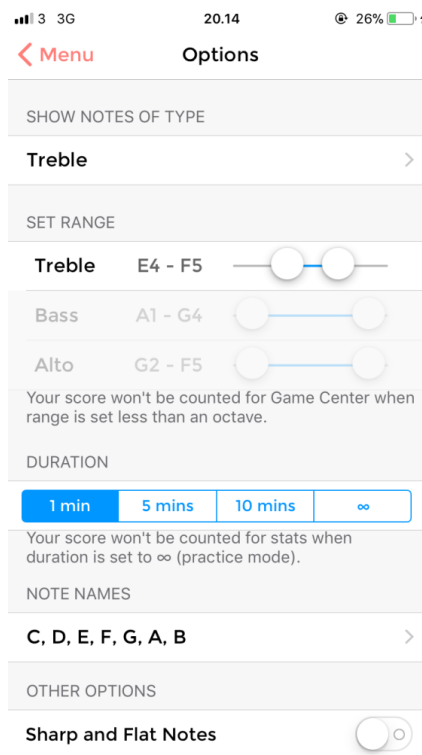 3 3G 20.14 26%
Menu Options
SHOW NOTES OF TYPE
Treble
SET RANGE
Treble E4 - F5
Bass A1 - G4
Alto G2 - F5
Your score won't be counted for Game Center when
range is set less than an octave.
DURATION
1 min 5 mins 10 mins ∞
Your score won't be counted for stats when
duration is set to ∞ (practice mode).
NOTE NAMES
C, D, E, F, G, A, B
OTHER OPTIONS
Sharp and Flat Notes